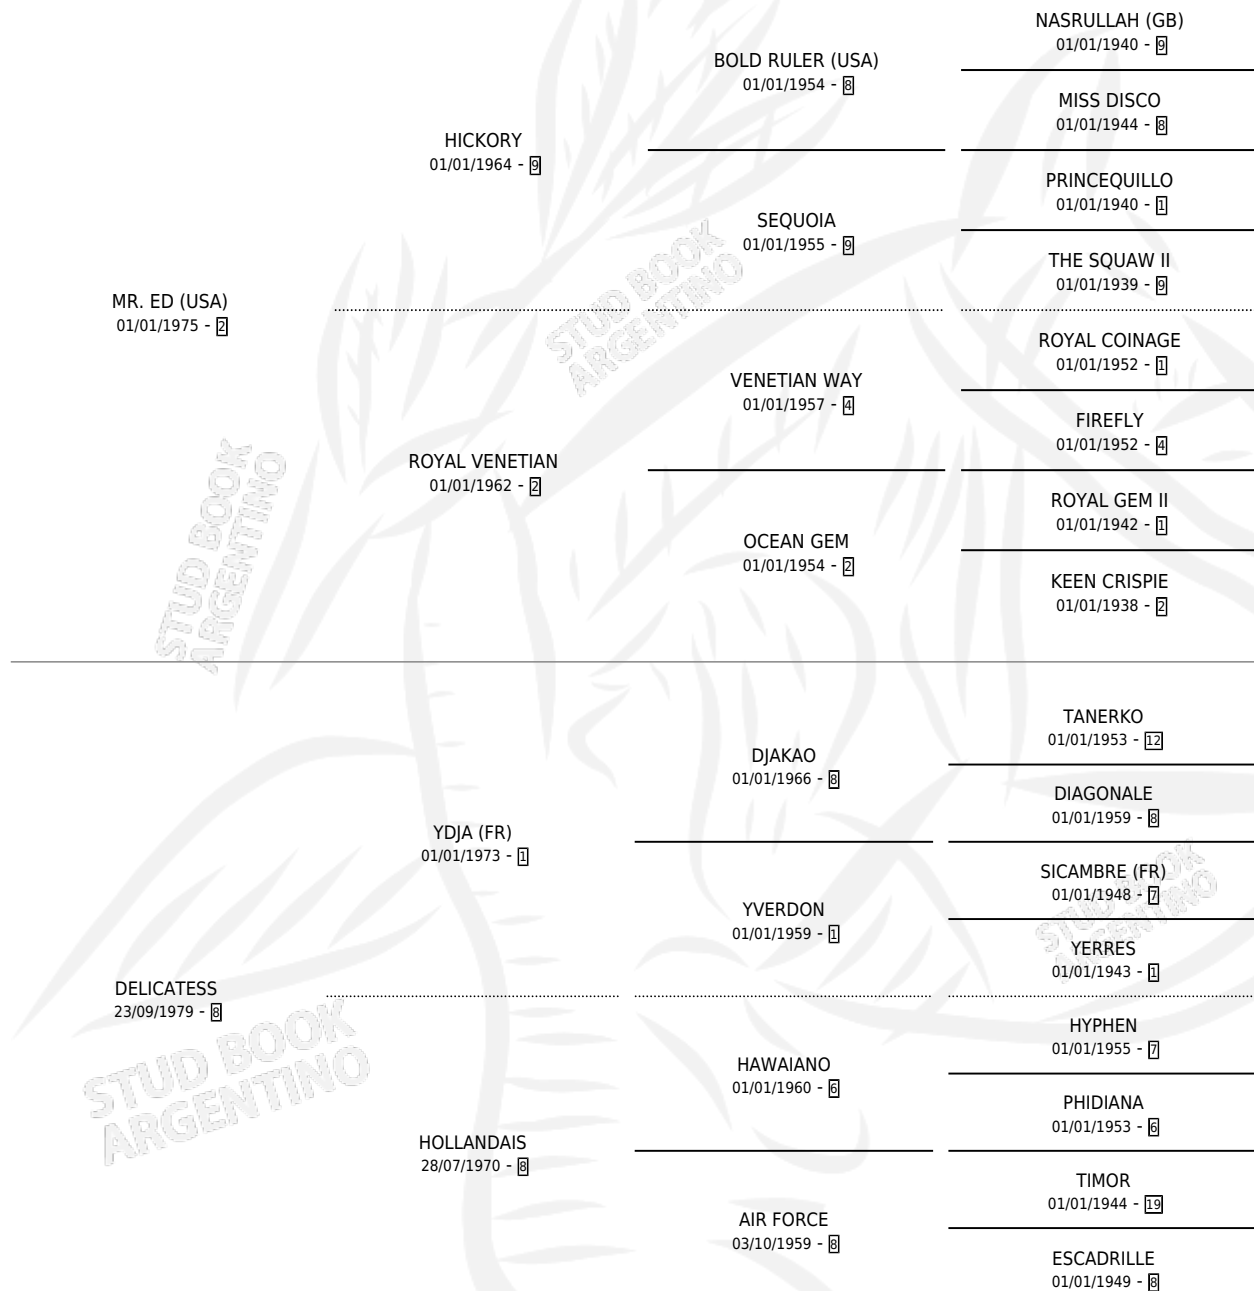 NASRULLAH (GB)
01/01/1940 - 9
BOLD RULER (USA)
01/01/1954 - 8
MISS DISCO
01/01/1944 - 8
HICKORY
01/01/1964 - 9
PRINCEQUILLO
01/01/1940 - 1
SEQUOIA
01/01/1955 - 9
THE SQUAW II
01/01/1939 - 9
MR. ED (USA)
01/01/1975 - 2
ROYAL COINAGE
01/01/1952 - 1
VENETIAN WAY
01/01/1957 - 4
FIREFLY
01/01/1952 - 4
ROYAL VENETIAN
01/01/1962 - 2
ROYAL GEM II
01/01/1942 - 1
OCEAN GEM
01/01/1954 - 2
KEEN CRISPIE
01/01/1938 - 2
TANERKO
01/01/1953 - 12
DJAKAO
01/01/1966 - 8
DIAGONALE
01/01/1959 - 8
YDJA (FR)
01/01/1973 - 1
SICAMBRE (FR)
01/01/1948 - 7
YVERDON
01/01/1959 - 1
YERRES
01/01/1943 - 1
DELICATESS
23/09/1979 - 8
HYPHEN
01/01/1955 - 7
HAWAIANO
01/01/1960 - 6
PHIDIANA
01/01/1953 - 6
HOLLANDAIS
28/07/1970 - 8
TIMOR
01/01/1944 - 19
AIR FORCE
03/10/1959 - 8
ESCADRILLE
01/01/1949 - 8
STUD BOOK
ARGENTINO
STUD BOOK
ARGENTINO
STUD BOOK
ARGENTINO
STUD BOOK
ARGENTINO